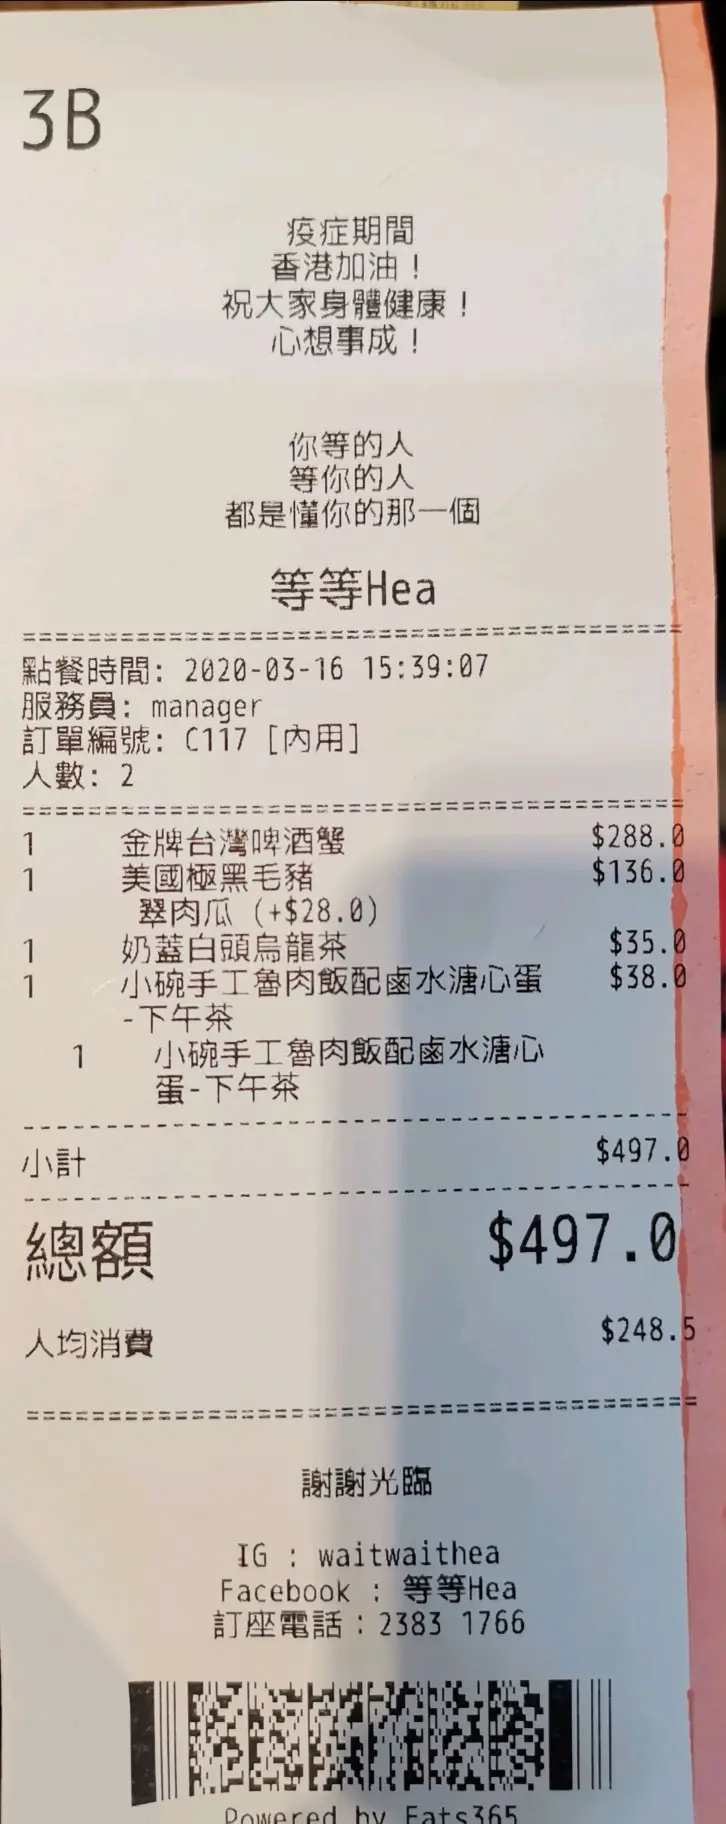 3B
疫症期間
香港加油！
祝大家身體健康！
心想事成！
你等的人
等你的人
都是懂你的那一個
等等Hea
點餐時間: 2020-03-16 15:39:07
服務員: manager
訂單編號: C117 [內用]
人數: 2
1 金牌台灣啤酒蟹 $288.0
1 美國極黑毛豬 $136.0
翠肉瓜 (+$28.0)
1 奶蓋白頭烏龍茶 $35.0
1 小碗手工魯肉飯配鹵水溏心蛋 $38.0
-下午茶
1 小碗手工魯肉飯配鹵水溏心
蛋-下午茶
小計 $497.0
總額 $497.0
人均消費 $248.5
謝謝光臨
IG : waitwaithea
Facebook : 等等Hea
訂座電話：2383 1766
Powered by Eats365